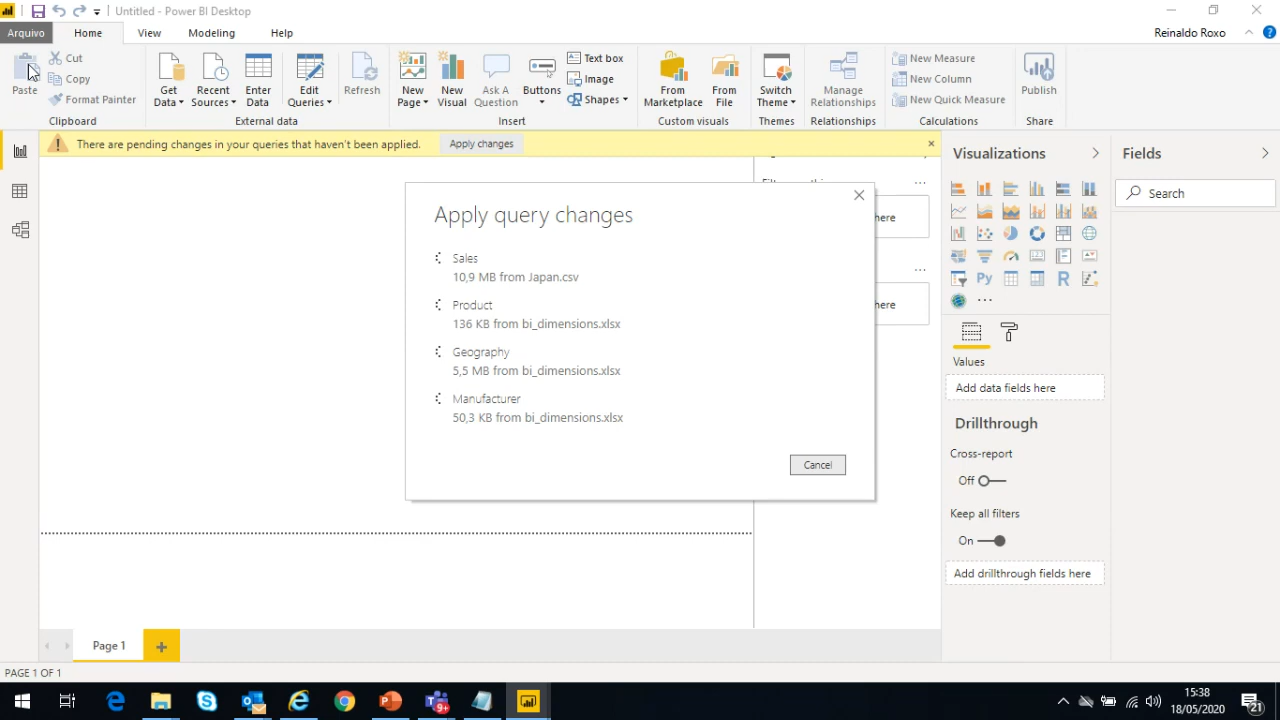 Untitled - Power BI Desktop
Arquivo
Home
View
Modeling
Help
Reinaldo Roxo
Paste
Cut
Copy
Format Painter
Clipboard
Get Data
Recent Sources
Enter Data
Edit Queries
Refresh
External data
New Page
New Visual
Ask A Question
Buttons
Text box
Image
Shapes
Insert
From Marketplace
From File
Custom visuals
Switch Theme
Themes
Manage Relationships
Relationships
New Measure
New Column
New Quick Measure
Calculations
Publish
Share
There are pending changes in your queries that haven't been applied.
Apply changes
Apply query changes
Sales
10,9 MB from Japan.csv
Product
136 KB from bi_dimensions.xlsx
Geography
5,5 MB from bi_dimensions.xlsx
Manufacturer
50,3 KB from bi_dimensions.xlsx
Cancel
here
here
Visualizations
Py
R
Values
Add data fields here
Drillthrough
Cross-report
Off
Keep all filters
On
Add drillthrough fields here
Fields
Search
Page 1
PAGE 1 OF 1
9+
15:38
18/05/2020
21